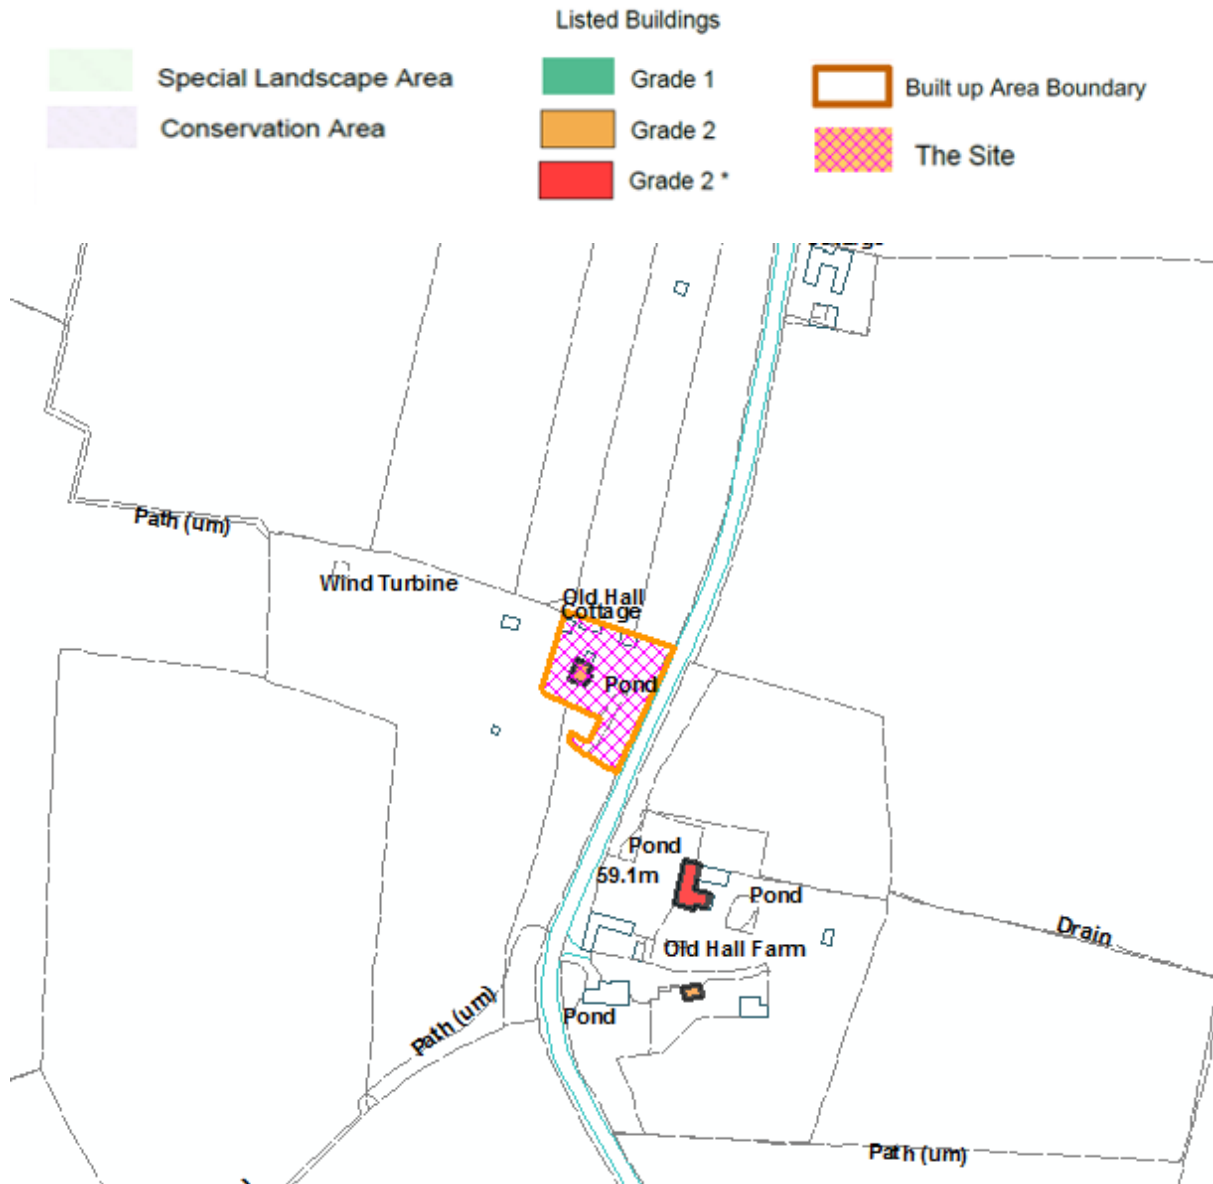 Listed Buildings
Special Landscape Area
Conservation Area
Grade 1
Grade 2
Grade 2 *
Built up Area Boundary
The Site
Path (um)
Wind Turbine
Old Hall
Cottage
Pond
Pond
59.1m
Pond
Old Hall Farm
Drain
Path (um)
Pond
Path (um)